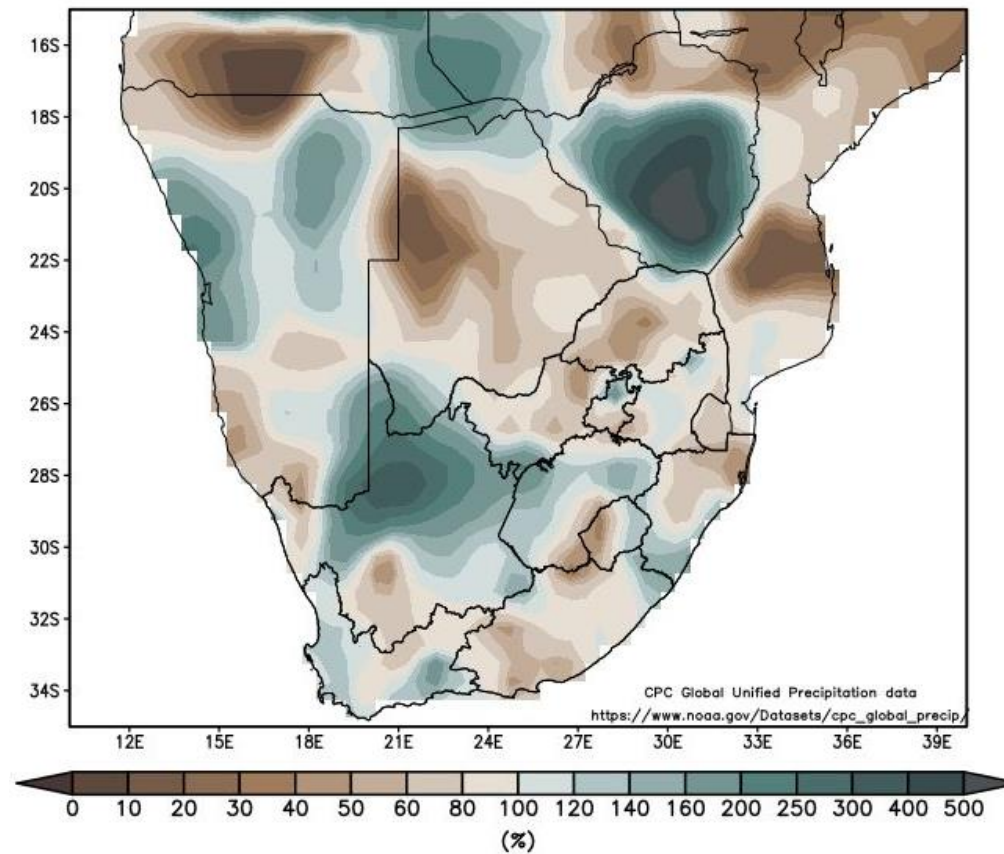 16S
18S
20S
22S
24S
26S
28S
30S
32S
34S
CPC Global Unified Precipitation data
https://www.noaa.gov/Datasets/cpc_global_precip/
12E 15E 18E 21E 24E 27E 30E 33E 36E 39E
0 10 20 30 40 60 80 100 120 140 160 200 250 300 400 500
(%)